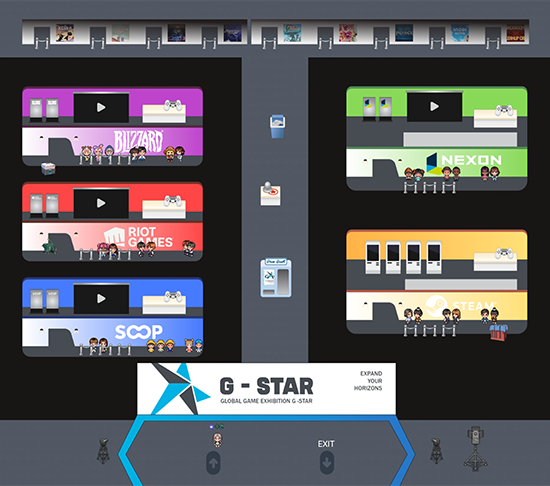 BLIZZARD
NEXON
RIOT
GAMES
STEAM
SOOP
G - STAR
GLOBAL GAME EXHIBITION G -STAR
EXPAND
YOUR
HORIZONS
EXIT